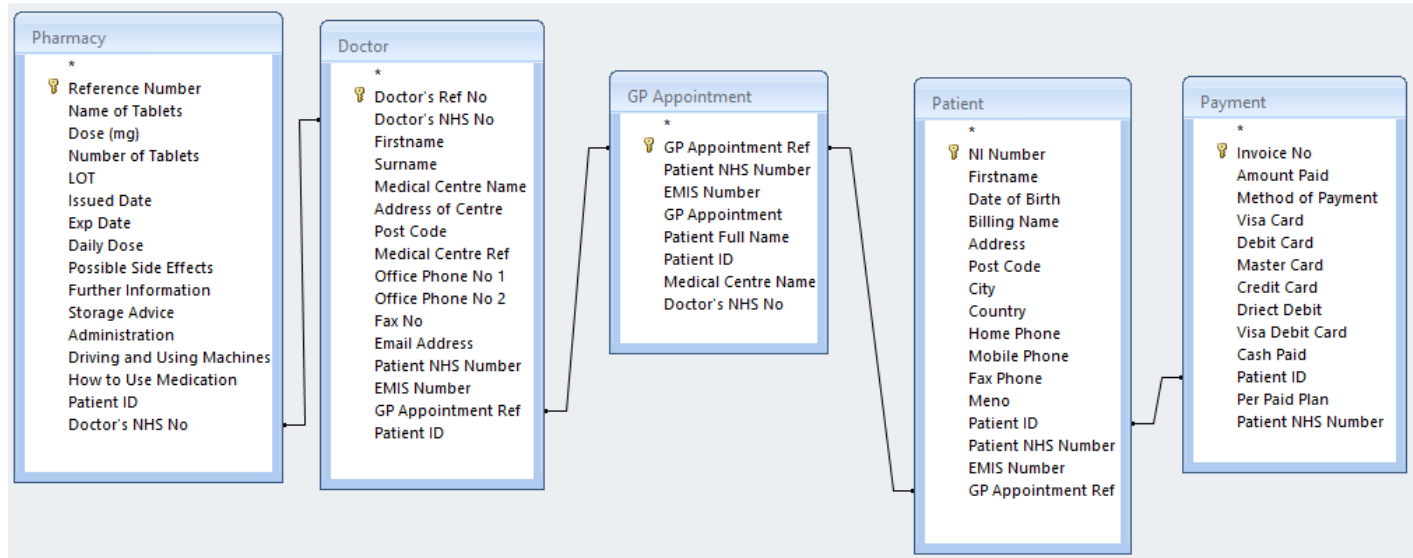 Pharmacy
*
Reference Number
Name of Tablets
Dose (mg)
Number of Tablets
LOT
Issued Date
Exp Date
Daily Dose
Possible Side Effects
Further Information
Storage Advice
Administration
Driving and Using Machines
How to Use Medication
Patient ID
Doctor's NHS No
Doctor
*
Doctor's Ref No
Doctor's NHS No
Firstname
Surname
Medical Centre Name
Address of Centre
Post Code
Medical Centre Ref
Office Phone No 1
Office Phone No 2
Fax No
Email Address
Patient NHS Number
EMIS Number
GP Appointment Ref
Patient ID
GP Appointment
*
GP Appointment Ref
Patient NHS Number
EMIS Number
GP Appointment
Patient Full Name
Patient ID
Medical Centre Name
Doctor's NHS No
Patient
*
NI Number
Firstname
Date of Birth
Billing Name
Address
Post Code
City
Country
Home Phone
Mobile Phone
Fax Phone
Meno
Patient ID
Patient NHS Number
EMIS Number
GP Appointment Ref
Payment
*
Invoice No
Amount Paid
Method of Payment
Visa Card
Debit Card
Master Card
Credit Card
Driect Debit
Visa Debit Card
Cash Paid
Patient ID
Per Paid Plan
Patient NHS Number